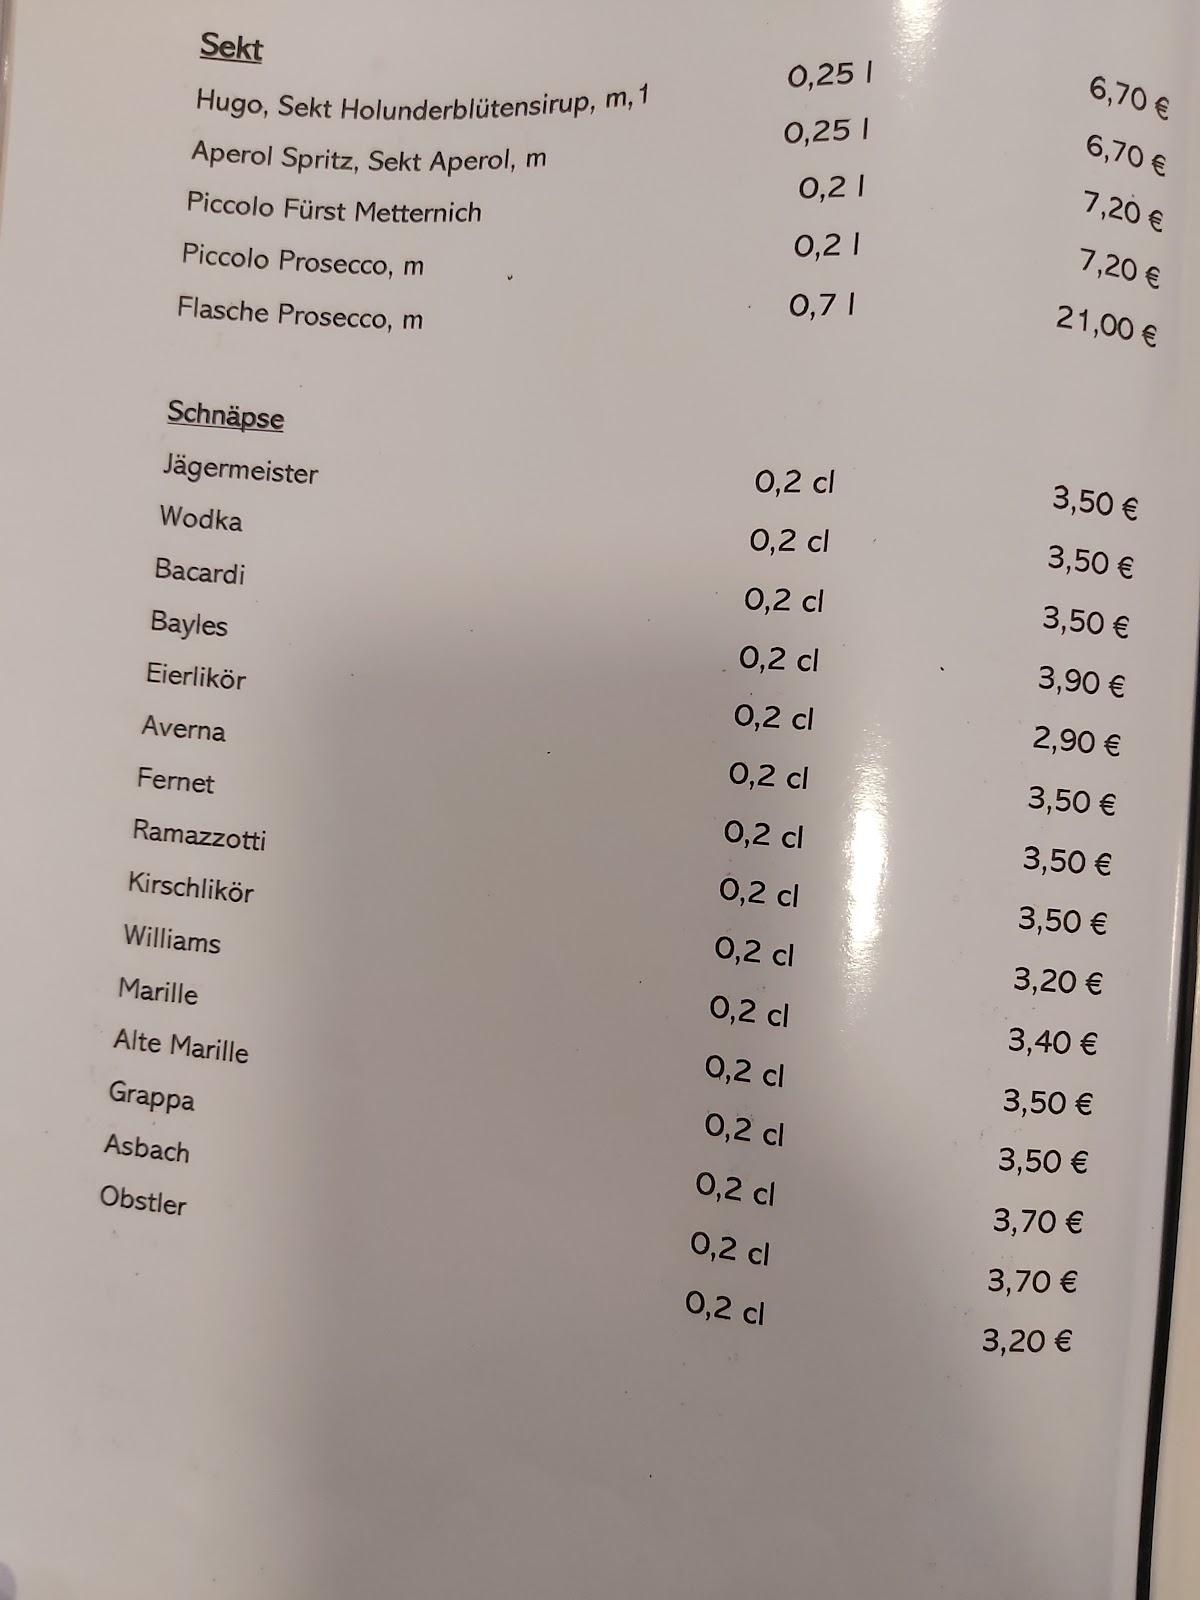 Sekt
Hugo, Sekt Holunderblütensirup, m,1 0,25 l 6,70 €
Aperol Spritz, Sekt Aperol, m 0,25 l 6,70 €
Piccolo Fürst Metternich 0,2 l 7,20 €
Piccolo Prosecco, m 0,2 l 7,20 €
Flasche Prosecco, m 0,7 l 21,00 €
Schnäpse
Jägermeister 0,2 cl 3,50 €
Wodka 0,2 cl 3,50 €
Bacardi 0,2 cl 3,50 €
Bayles 0,2 cl 3,90 €
Eierlikör 0,2 cl 2,90 €
Averna 0,2 cl 3,50 €
Fernet 0,2 cl 3,50 €
Ramazzotti 0,2 cl 3,50 €
Kirschlikör 0,2 cl 3,20 €
Williams 0,2 cl 3,40 €
Marille 0,2 cl 3,50 €
Alte Marille 0,2 cl 3,50 €
Grappa 0,2 cl 3,70 €
Asbach 0,2 cl 3,70 €
Obstler 0,2 cl 3,20 €